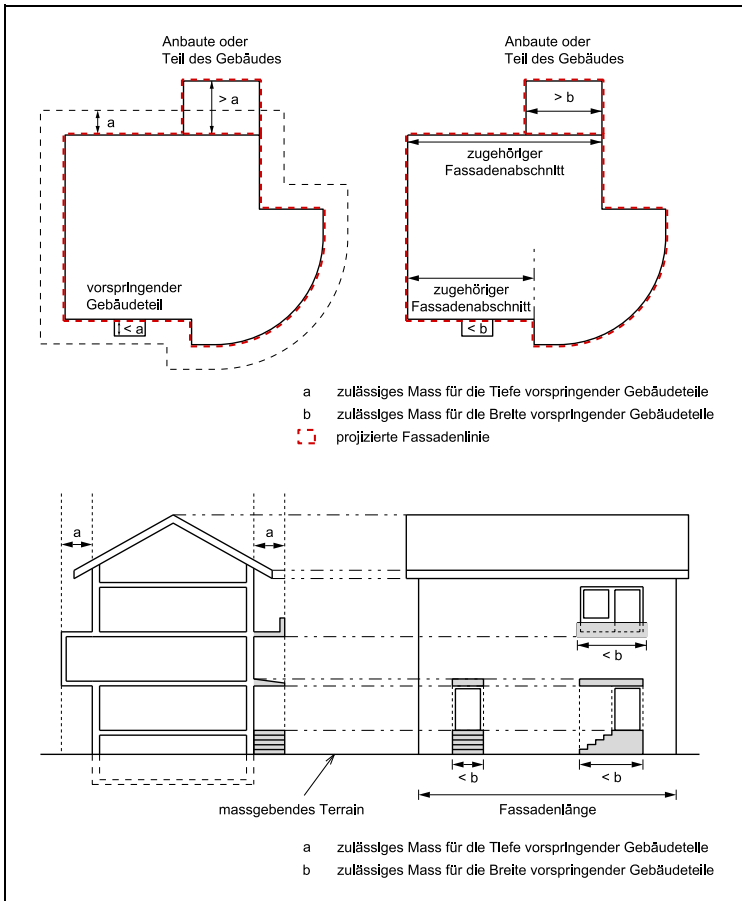 Anbaute oder
Teil des Gebäudes
> a
a
vorspringender
Gebäudeteil
< a
Anbaute oder
Teil des Gebäudes
> b
zugehöriger
Fassadenabschnitt
zugehöriger
Fassadenabschnitt
< b
a zulässiges Mass für die Tiefe vorspringender Gebäudeteile
b zulässiges Mass für die Breite vorspringender Gebäudeteile
projizierte Fassadenlinie
a
a
< b
< b
< b
massgebendes Terrain
Fassadenlänge
a zulässiges Mass für die Tiefe vorspringender Gebäudeteile
b zulässiges Mass für die Breite vorspringender Gebäudeteile